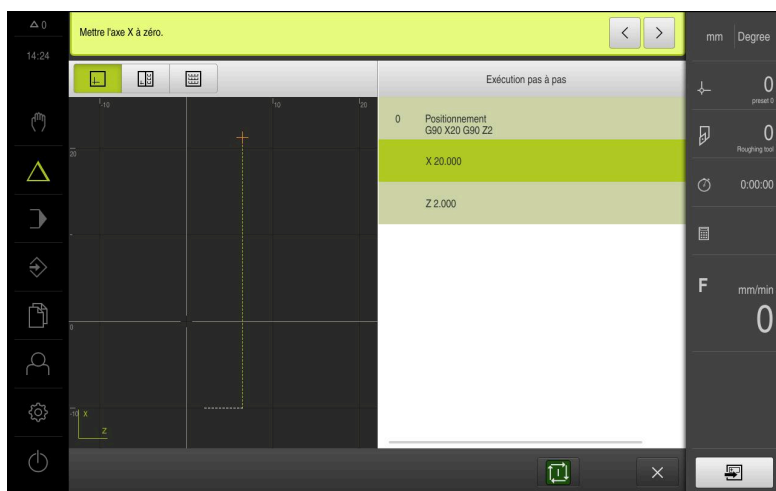 0
14:24
Mettre l'axe X à zéro.
mm Degree
Exécution pas à pas
-10 10 20
20
0
-10
X
Z
0 Positionnement
G90 X20 G90 Z2
X 20.000
Z 2.000
0
preset 0
0
Roughing tool
0:00:00
F mm/min
0